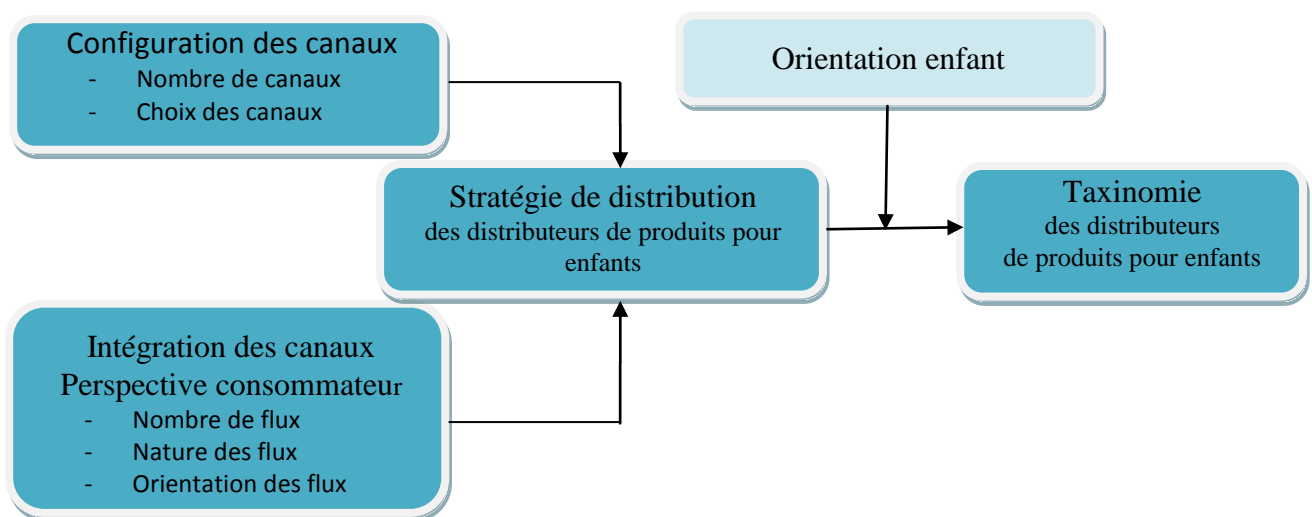 Configuration des canaux
- Nombre de canaux
- Choix des canaux
Orientation enfant
Stratégie de distribution
des distributeurs de produits pour
enfants
Taxinomie
des distributeurs
de produits pour enfants
Intégration des canaux
Perspective consommateur
- Nombre de flux
- Nature des flux
- Orientation des flux